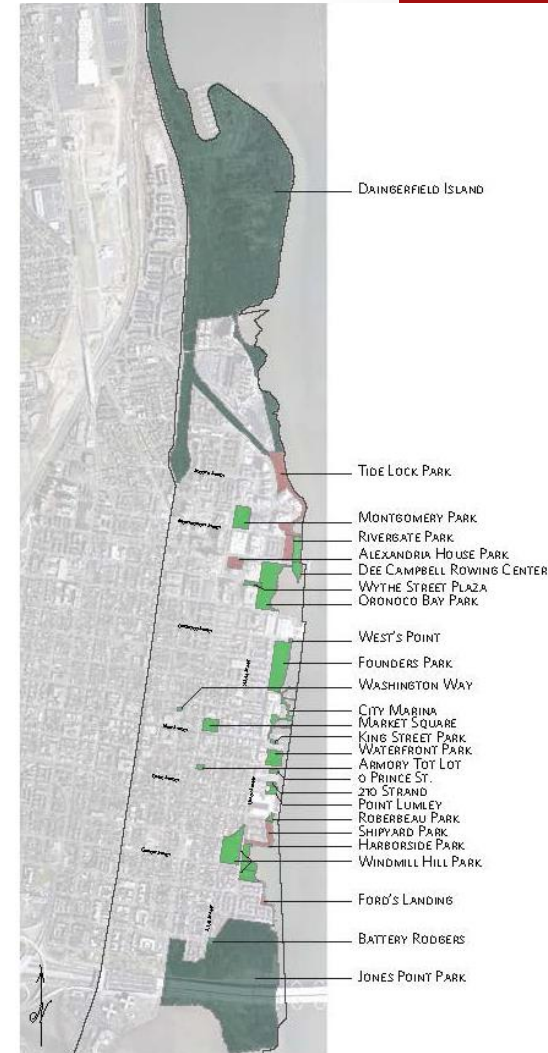 Daingerfield Island
Tide Lock Park
Montgomery Park
Rivergate Park
Alexandria House Park
Dee Campbell Rowing Center
Wythe Street Plaza
Oronoco Bay Park
West's Point
Founders Park
Washington Way
City Marina
Market Square
King Street Park
Waterfront Park
Armory Tot Lot
0 Prince St.
210 Strand
Point Lumley
Roberbeau Park
Shipyard Park
Harborside Park
Windmill Hill Park
Ford's Landing
Battery Rodgers
Jones Point Park